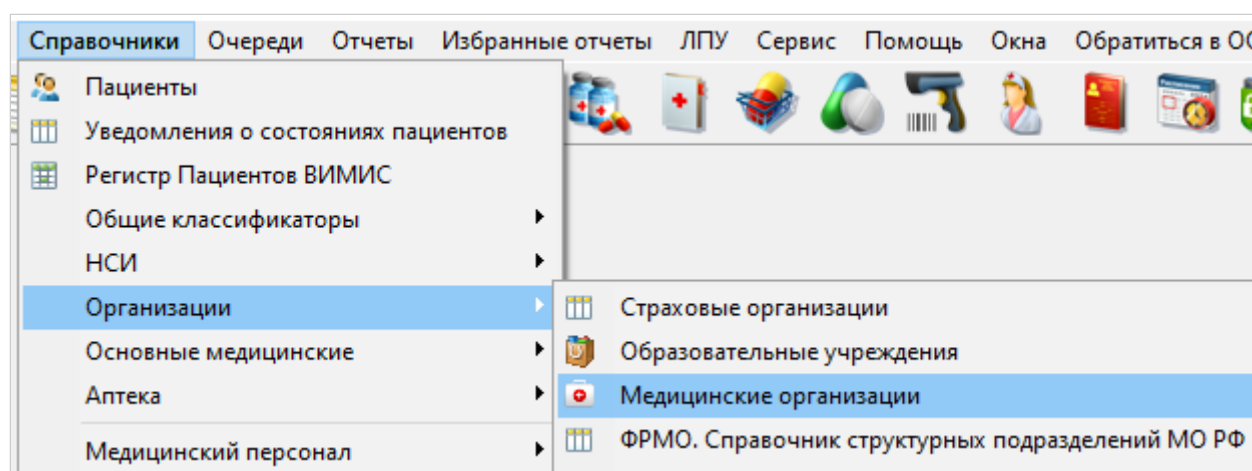 Справочники Очереди Отчеты Избранные отчеты ЛПУ Сервис Помощь Окна Обратиться в
Пациенты
Уведомления о состояниях пациентов
Регистр Пациентов ВИМИС
Общие классификаторы
НСИ
Организации
Страховые организации
Основные медицинские
Образовательные учреждения
Аптека
Медицинские организации
Медицинский персонал
ФРМО. Справочник структурных подразделений МО РФ